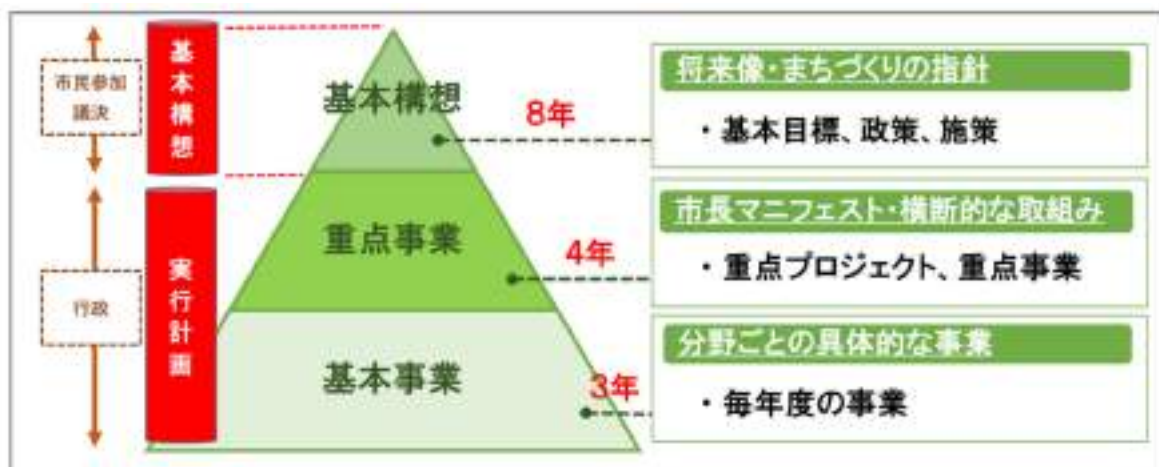 市民参加
議決
基本構想
基本構想
8年
将来像・まちづくりの指針
・基本目標、政策、施策
行政
実行計画
重点事業
4年
市長マニフェスト・横断的な取組み
・重点プロジェクト、重点事業
基本事業
3年
分野ごとの具体的な事業
・毎年度の事業